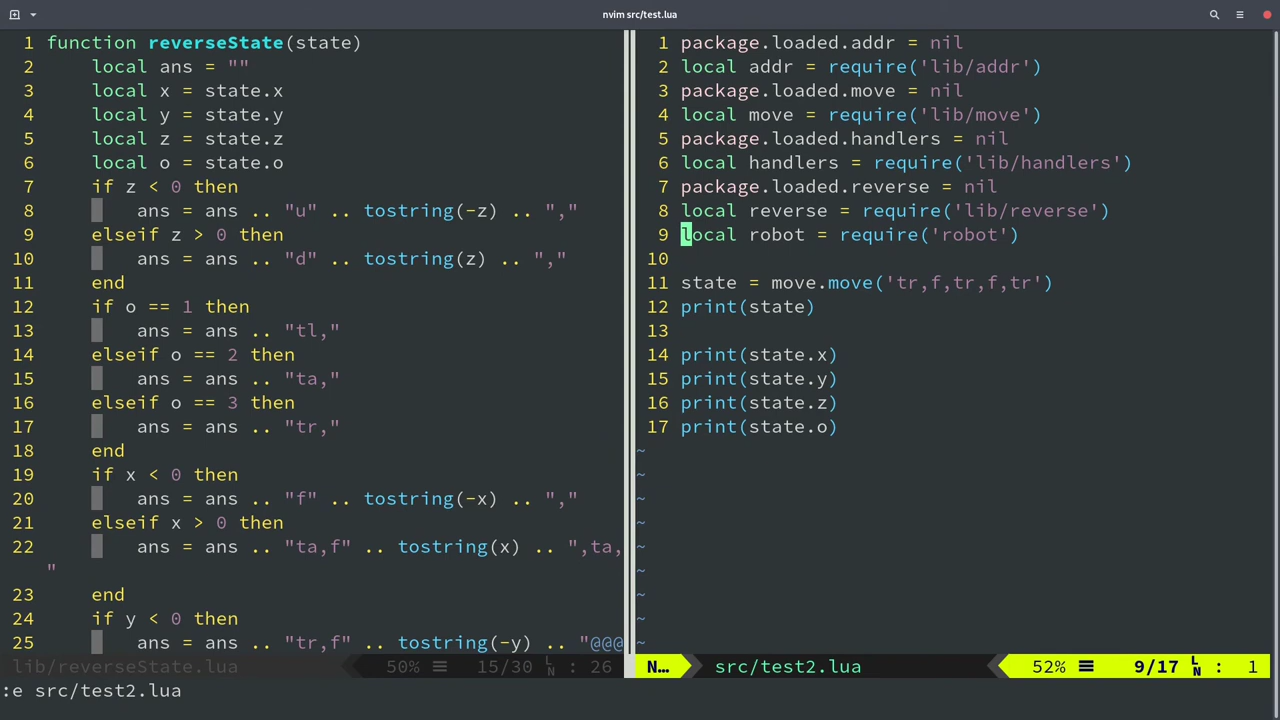 nvim src/test.lua
1 function reverseState(state)
2     local ans = ""
3     local x = state.x
4     local y = state.y
5     local z = state.z
6     local o = state.o
7     if z < 0 then
8         ans = ans .. "u" .. tostring(-z) .. ","
9     elseif z > 0 then
10         ans = ans .. "d" .. tostring(z) .. ","
11     end
12     if o == 1 then
13         ans = ans .. "tl,"
14     elseif o == 2 then
15         ans = ans .. "ta,"
16     elseif o == 3 then
17         ans = ans .. "tr,"
18     end
19     if x < 0 then
20         ans = ans .. "f" .. tostring(-x) .. ","
21     elseif x > 0 then
22         ans = ans .. "ta,f" .. tostring(x) .. ",ta,
"
23     end
24     if y < 0 then
25         ans = ans .. "tr,f" .. tostring(-y) .. "@@@
lib/reverseState.lua 50% ☰ 15/30 LN : 26
1 package.loaded.addr = nil
2 local addr = require('lib/addr')
3 package.loaded.move = nil
4 local move = require('lib/move')
5 package.loaded.handlers = nil
6 local handlers = require('lib/handlers')
7 package.loaded.reverse = nil
8 local reverse = require('lib/reverse')
9 local robot = require('robot')
10
11 state = move.move('tr,f,tr,f,tr')
12 print(state)
13
14 print(state.x)
15 print(state.y)
16 print(state.z)
17 print(state.o)
~
~
~
~
~
~
~
~
~
N… src/test2.lua 52% ☰ 9/17 LN : 1
:e src/test2.lua